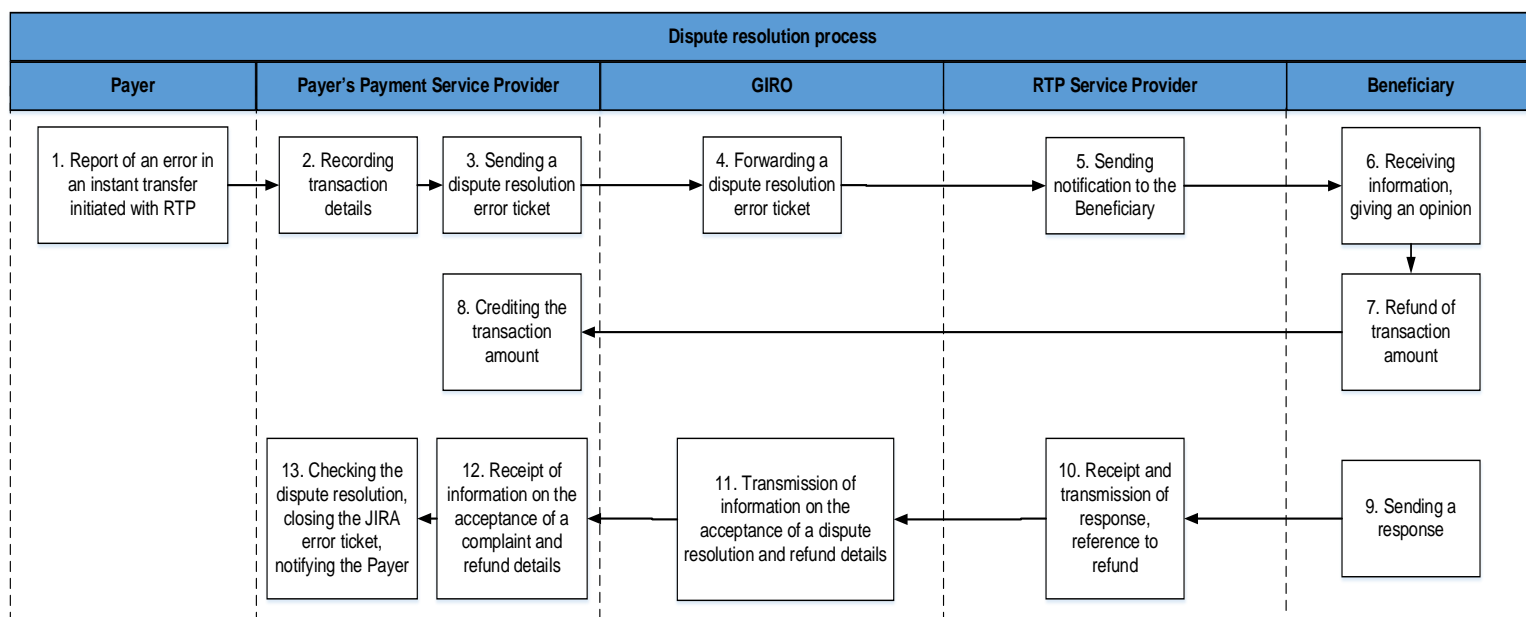 Dispute resolution process
Payer
Payer's Payment Service Provider
GIRO
RTP Service Provider
Beneficiary
1. Report of an error in
an instant transfer
initiated with RTP
2. Recording
transaction
details
3. Sending a
dispute resolution
error ticket
4. Forwarding a
dispute resolution
error ticket
5. Sending
notification to the
Beneficiary
6. Receiving
information,
giving an opinion
8. Crediting the
transaction
amount
7. Refund of
transaction
amount
13. Checking the
dispute resolution,
closing the JIRA
error ticket,
notifying the Payer
12. Receipt of
information on the
acceptance of a
complaint and
refund details
11. Transmission of
information on the
acceptance of a dispute
resolution and refund details
10. Receipt and
transmission of
response,
reference to
refund
9. Sending a
response